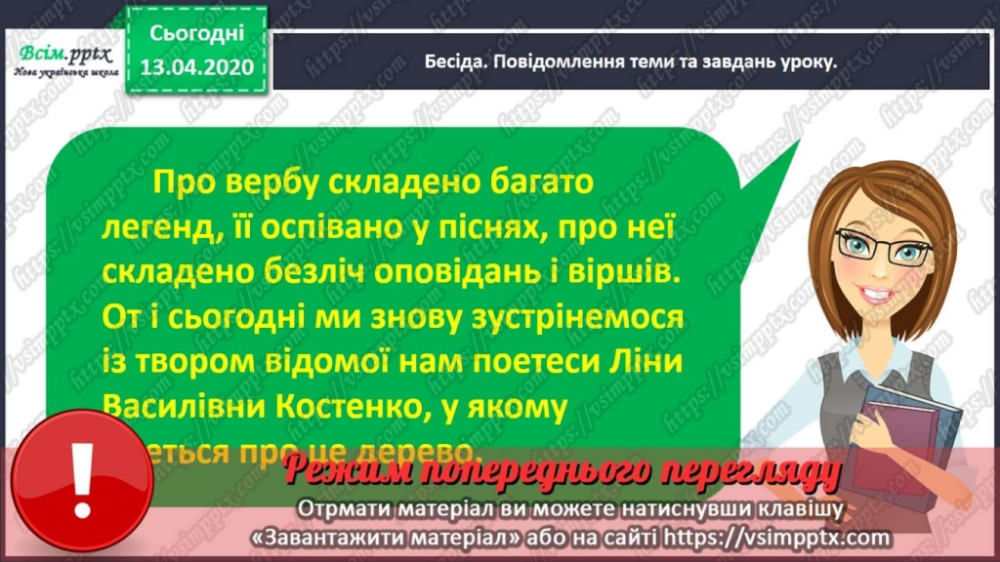 Всім.pptx
Нова українська школа
Сьогодні
13.04.2020
Бесіда. Повідомлення теми та завдань уроку.
Про вербу складено багато
легенд, її оспівано у піснях, про неї
складено безліч оповідань і віршів.
От і сьогодні ми знову зустрінемося
із твором відомої нам поетеси Ліни
Василівни Костенко, у якому
про це дерево.
Режим попереднього перегляду
Отрмати матеріал ви можете натиснувши клавішу
«Завантажити матеріал» або на сайті https://vsimpptx.com